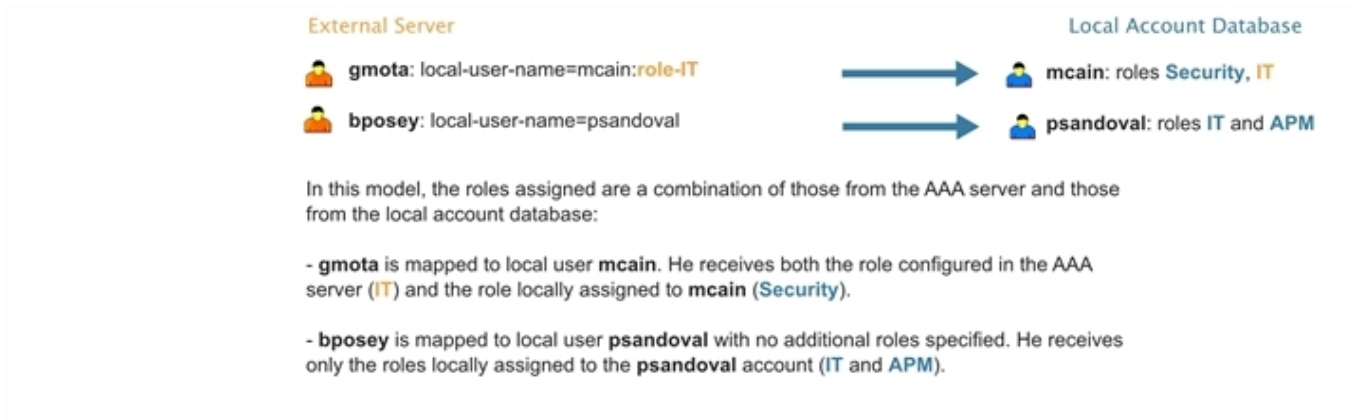 External Server
Local Account Database
gmota: local-user-name=mcain:role-IT
mcain: roles Security, IT
bposey: local-user-name=psandoval
psandoval: roles IT and APM
In this model, the roles assigned are a combination of those from the AAA server and those
from the local account database:
- gmota is mapped to local user mcain. He receives both the role configured in the AAA
server (IT) and the role locally assigned to mcain (Security).
- bposey is mapped to local user psandoval with no additional roles specified. He receives
only the roles locally assigned to the psandoval account (IT and APM).